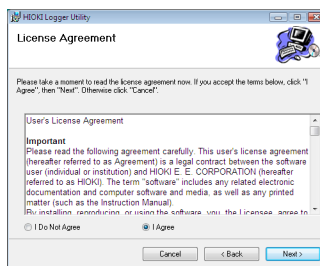 HIOKI Logger Utility
License Agreement
Please take a moment to read the license agreement now. If you accept the terms below, click "I
Agree", then "Next". Otherwise click "Cancel".
User's License Agreement
Important
Please read the following agreement carefully. This user's license agreement
(hereafter referred to as Agreement) is a legal contract between the software
user (individual or institution) and HIOKI E. E. CORPORATION (hereafter
referred to as HIOKI). The term "software" includes any related electronic
documentation and computer software and media, as well as any printed
matter (such as the Instruction Manual).
By installing, reproducing, or using the software, you, the Licensee, agree to
I Do Not Agree
I Agree
Cancel
< Back
Next >